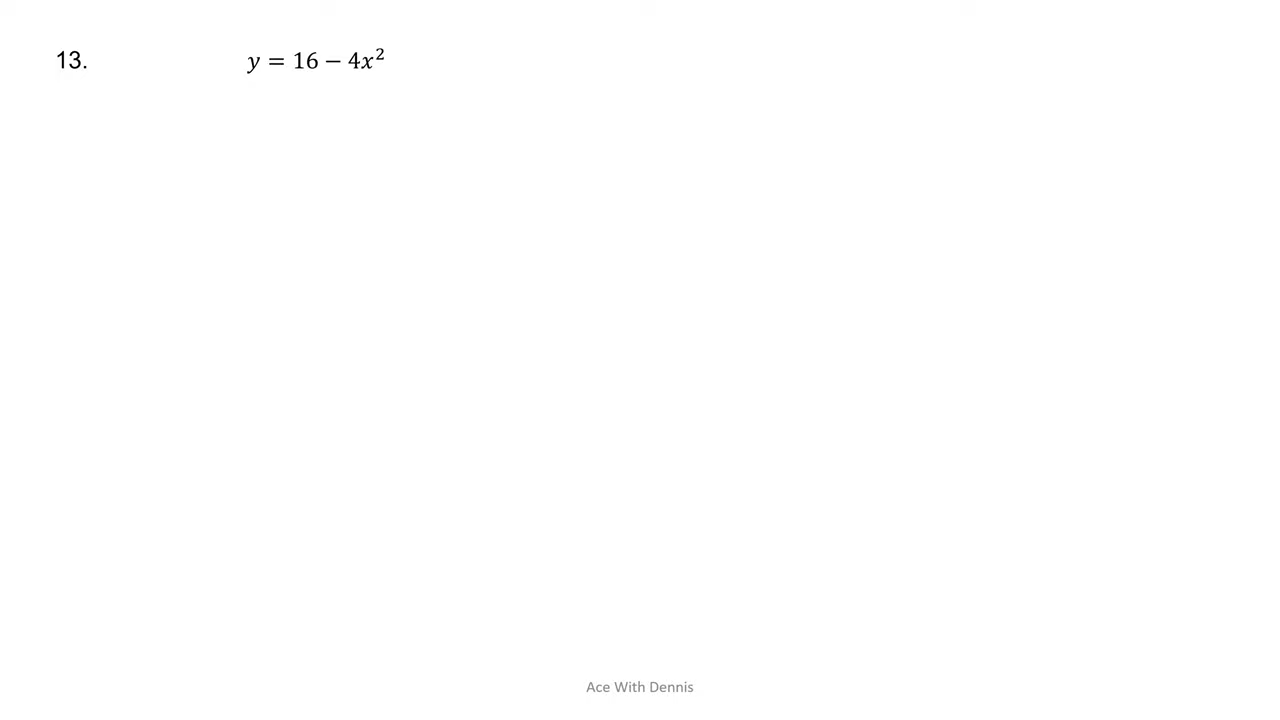 13. y = 16 − 4x²
Ace With Dennis